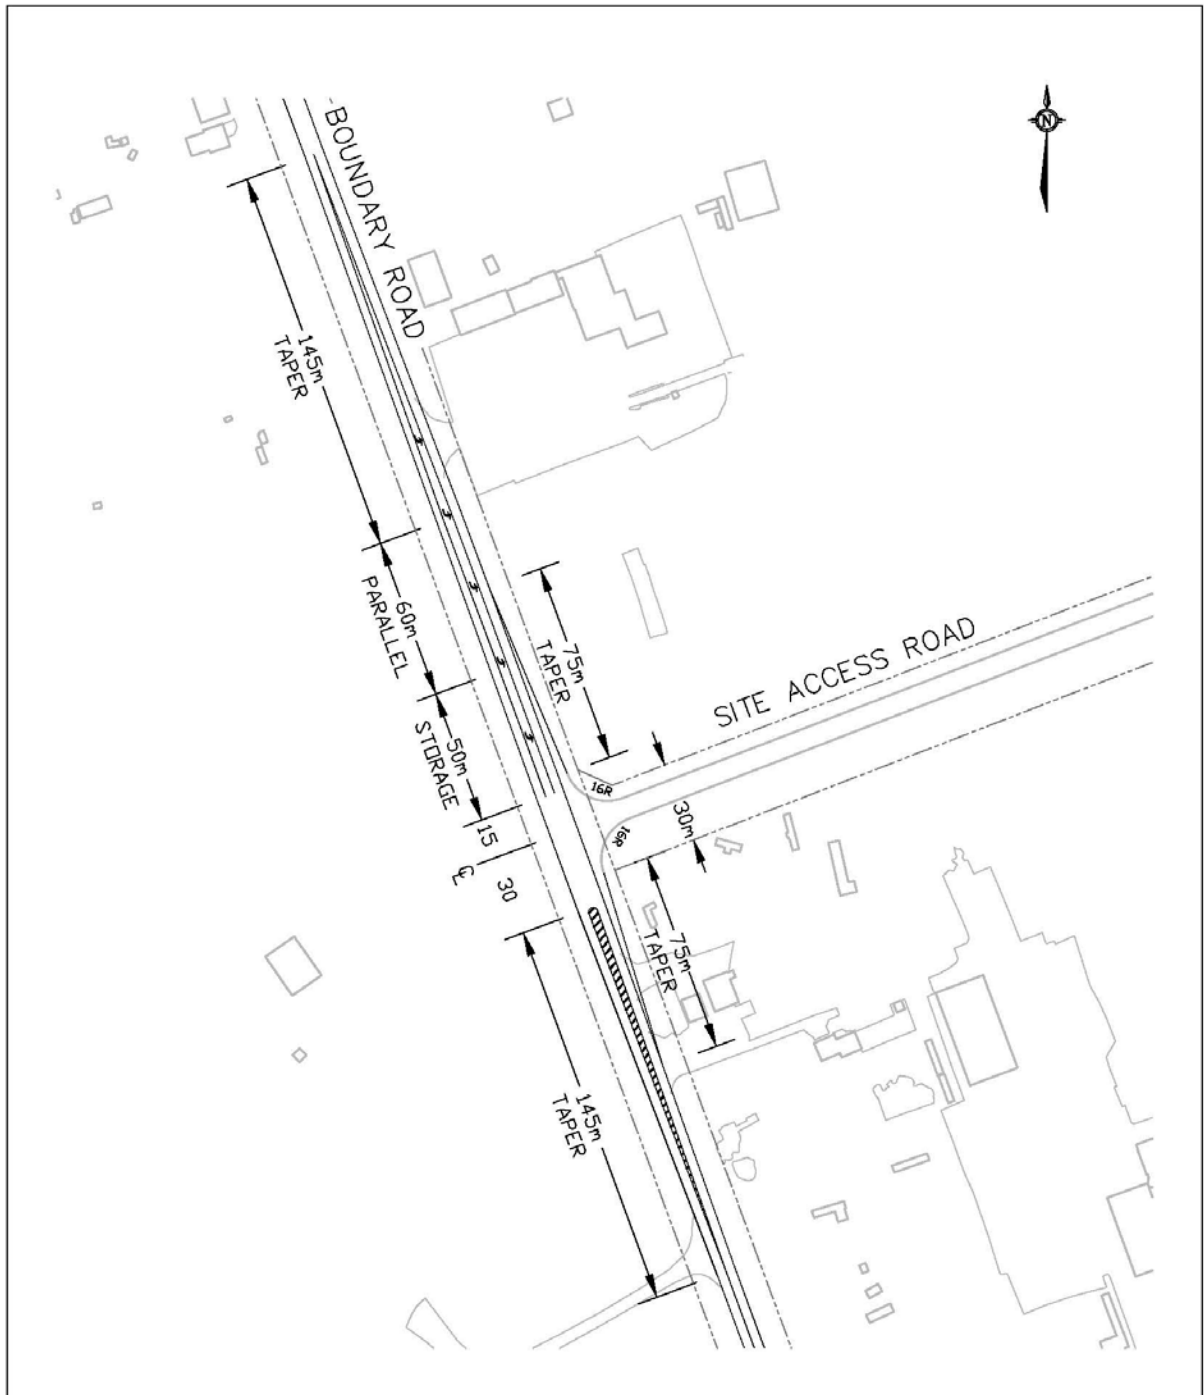 N
BOUNDARY ROAD
145m
TAPER
60m
PARALLEL
50m
STORAGE
15
℄
30
145m
TAPER
75m
TAPER
SITE ACCESS ROAD
16R
30m
16R
75m
TAPER